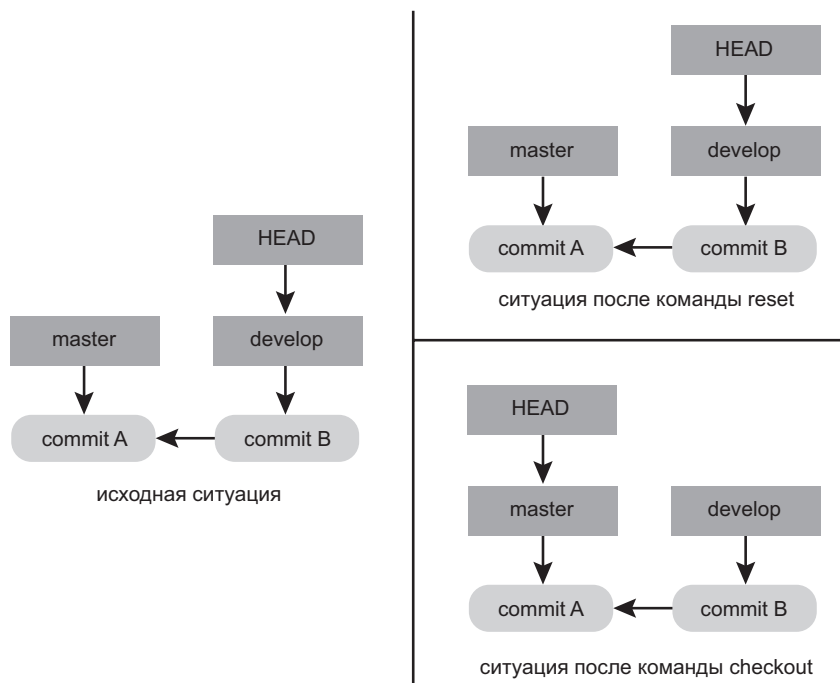 HEAD
master develop
commit A commit B
исходная ситуация
HEAD
master develop
commit A commit B
ситуация после команды reset
HEAD
master develop
commit A commit B
ситуация после команды checkout